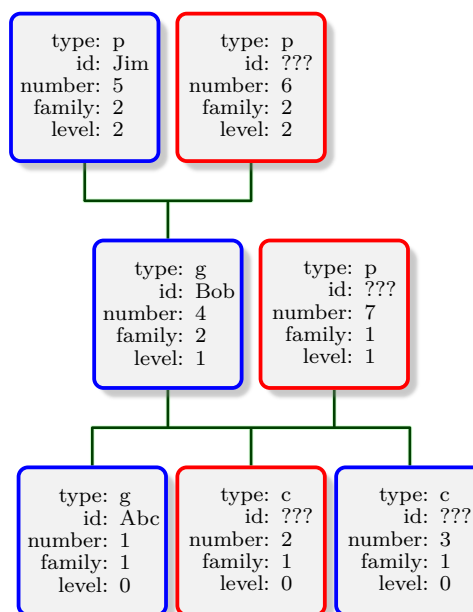 type: p
id: Jim
number: 5
family: 2
level: 2
type: p
id: ???
number: 6
family: 2
level: 2
type: g
id: Bob
number: 4
family: 2
level: 1
type: p
id: ???
number: 7
family: 1
level: 1
type: g
id: Abc
number: 1
family: 1
level: 0
type: c
id: ???
number: 2
family: 1
level: 0
type: c
id: ???
number: 3
family: 1
level: 0